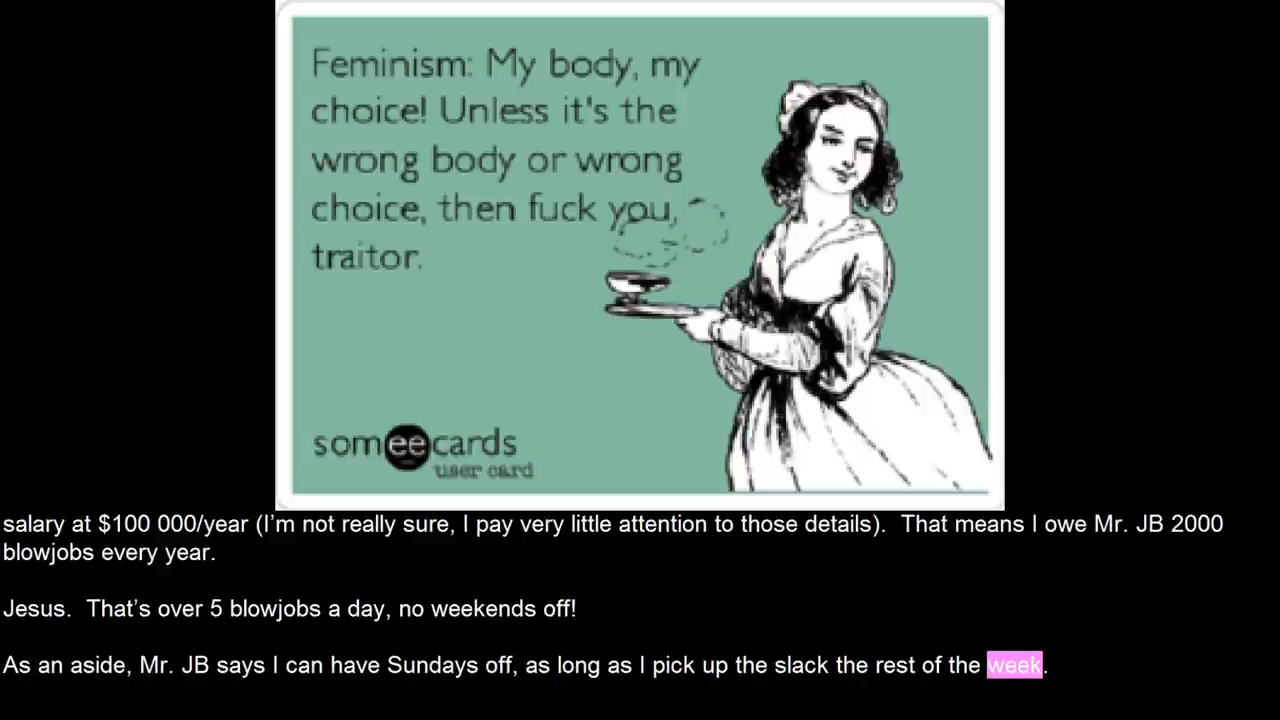 Feminism: My body, my
choice! Unless it's the
wrong body or wrong
choice, then fuck you,
traitor.
someecards
user card
salary at $100 000/year (I’m not really sure, I pay very little attention to those details).  That means I owe Mr. JB 2000
blowjobs every year.
Jesus.  That’s over 5 blowjobs a day, no weekends off!
As an aside, Mr. JB says I can have Sundays off, as long as I pick up the slack the rest of the week.